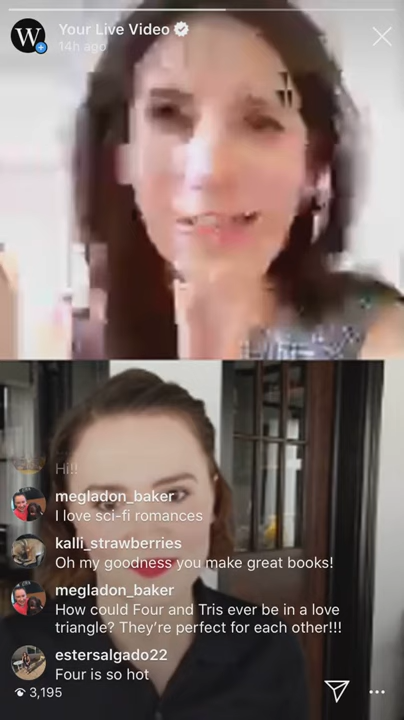 W
Your Live Video
14h ago
Hi!!
megladon_baker
I love sci-fi romances
kalli_strawberries
Oh my goodness you make great books!
megladon_baker
How could Four and Tris ever be in a love
triangle? They're perfect for each other!!!
estersalgado22
Four is so hot
3,195